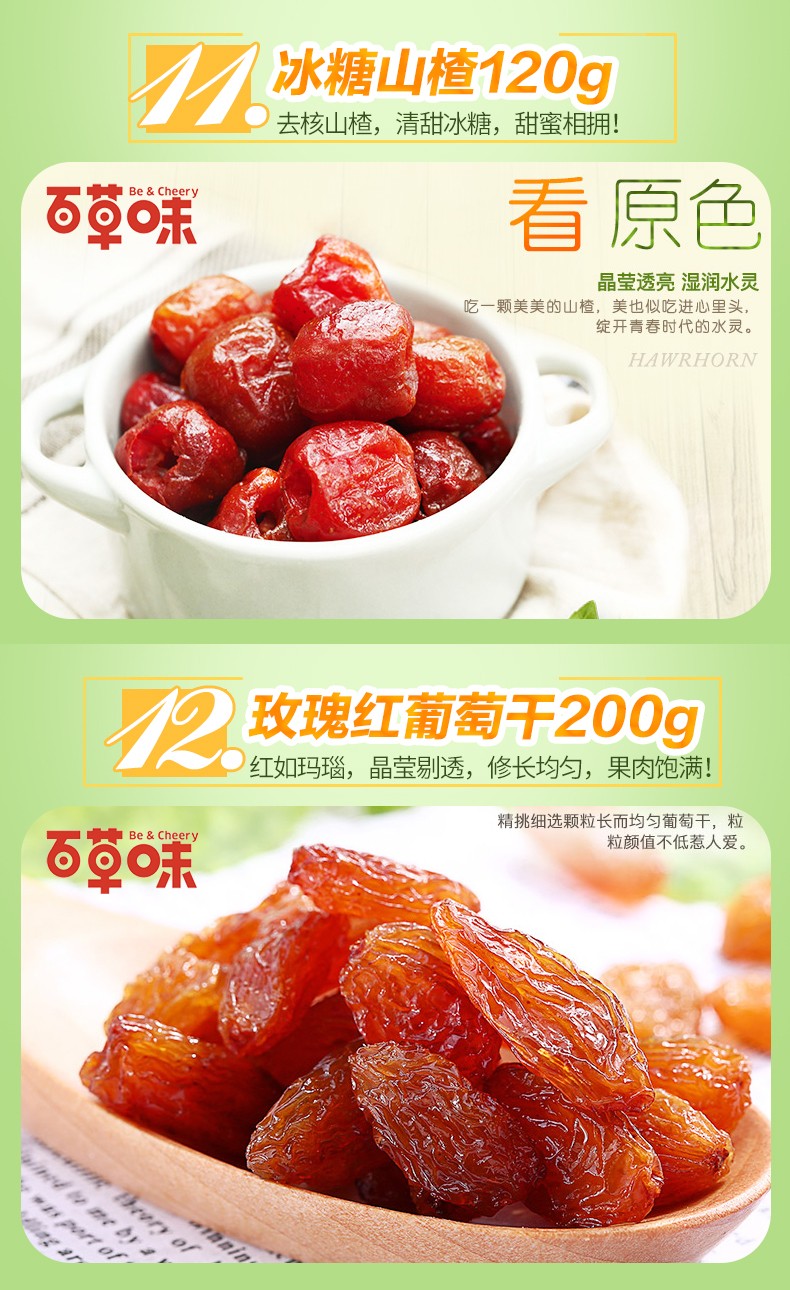 11.
冰糖山楂120g
去核山楂，清甜冰糖，甜蜜相拥！
百草味
Be & Cheery
看 原色
晶莹透亮 湿润水灵
吃一颗美美的山楂，美也似吃进心里头，
绽开青春时代的水灵。
HAWRHORN
12.
玫瑰红葡萄干200g
红如玛瑙，晶莹剔透，修长均匀，果肉饱满！
百草味
Be & Cheery
精挑细选颗粒长而均匀葡萄干，粒
粒颜值不低惹人爱。